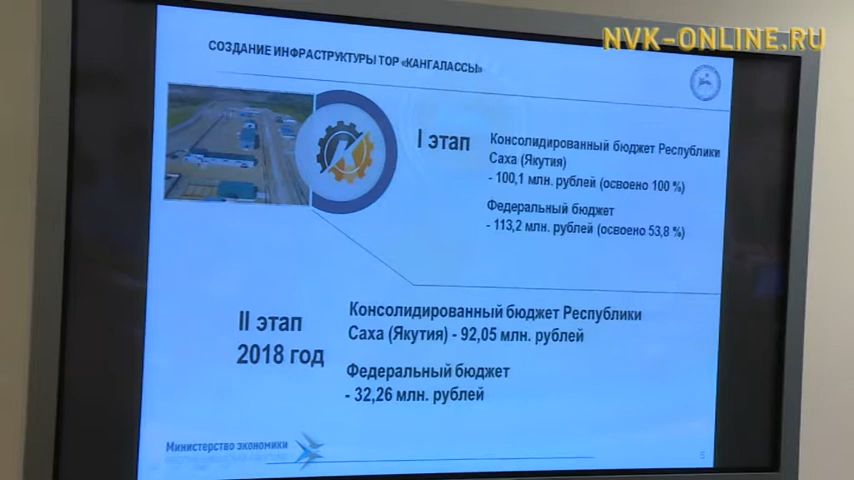 NVK-ONLINE.RU
СОЗДАНИЕ ИНФРАСТРУКТУРЫ ТОР «КАНГАЛАССЫ»
I этап
Консолидированный бюджет Республики
Саха (Якутия)
- 100,1 млн. рублей (освоено 100 %)
Федеральный бюджет
- 113,2 млн. рублей (освоено 53,8 %)
II этап
2018 год
Консолидированный бюджет Республики
Саха (Якутия) - 92,05 млн. рублей
Федеральный бюджет
- 32,26 млн. рублей
Министерство экономики
5